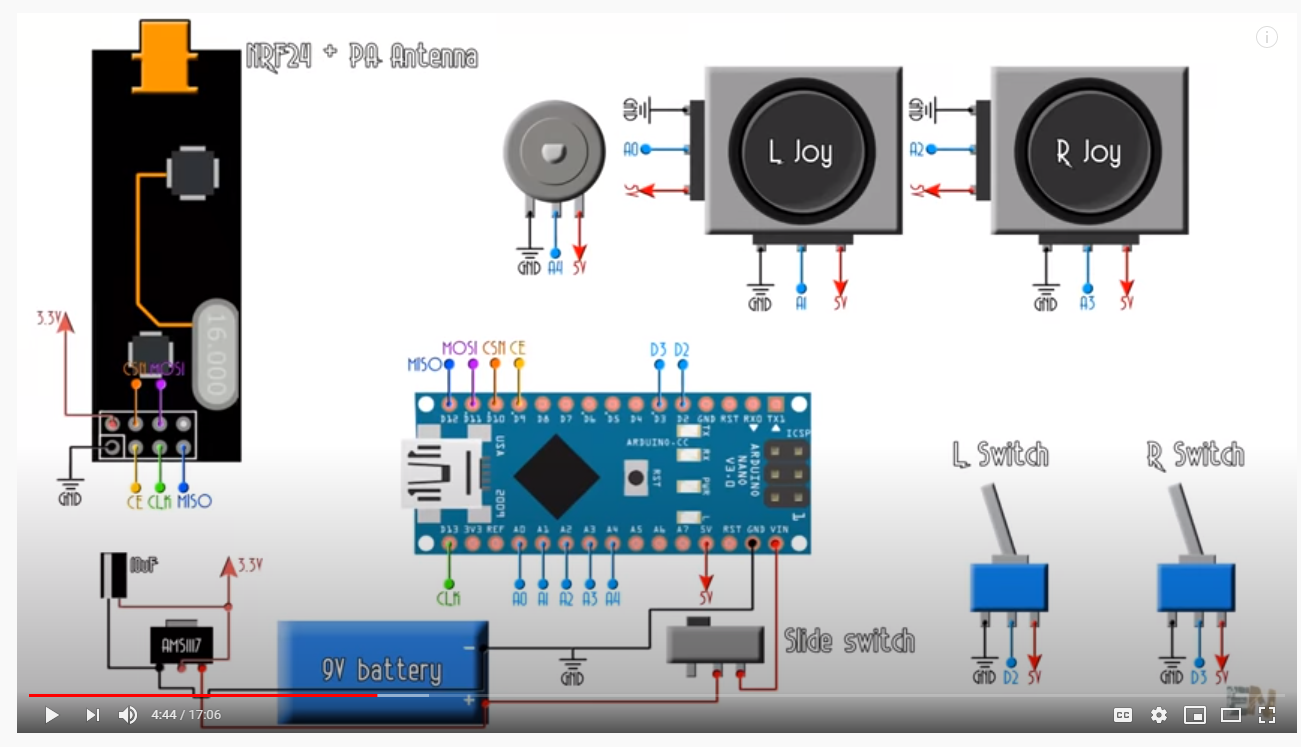 NRF24 + PA Antenna
3.3V
16.000
CSN MOSI
GND
CE CLK MISO
GND A4 5V
GND
A0
5V
L Joy
GND A1 5V
GND
A2
5V
R Joy
GND A3 5V
MISO MOSI CSN CE
D3 D2
D12 D11 D10 D9 D8 D7 D6 D5 D4 D3 D2 GND RST RX0 TX1
ARDUINO.CC
TX
RX
PWR
L
RST
ICSP
1
ARDUINO
NANO
V3.0
USA
2009
D13 3V3 REF A0 A1 A2 A3 A4 A5 A6 A7 5V RST GND VIN
CLK A0 A1 A2 A3 A4 5V
L Switch
GND D2 5V
R Switch
GND D3 5V
10uF
3.3V
AMS1117
9V battery
-
+
GND
Slide switch
EN
4:44 / 17:06
CC